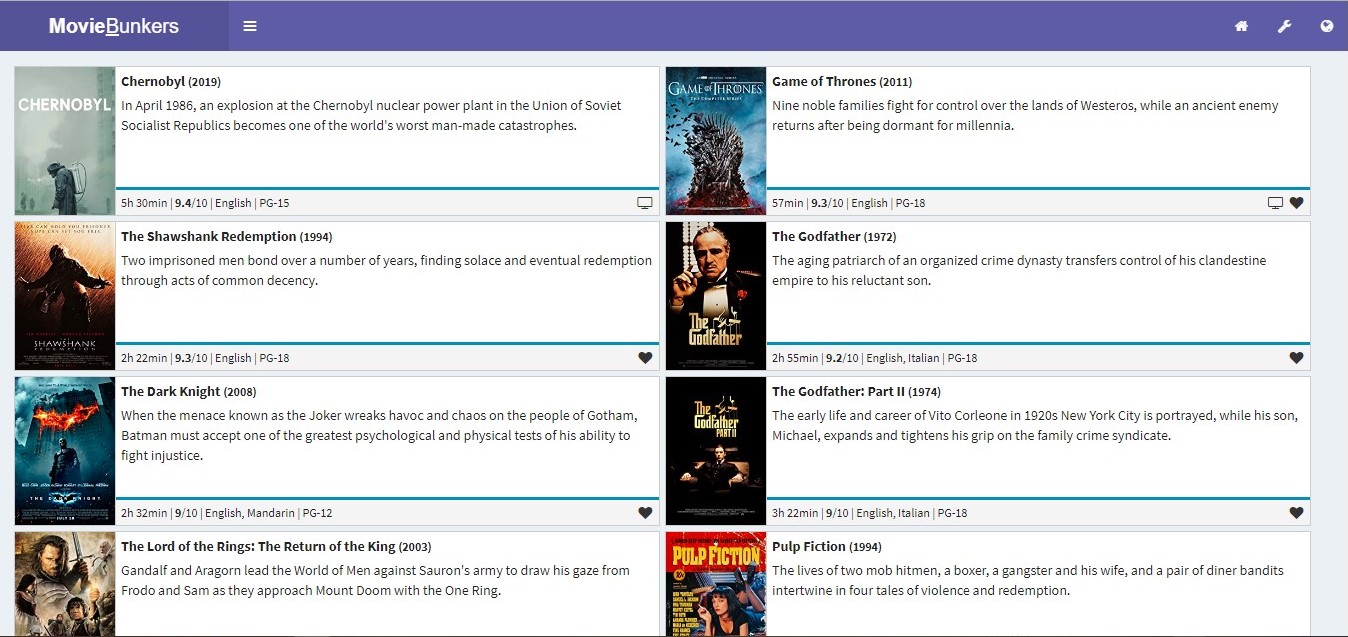 MovieBunkers
CHERNOBYL
Chernobyl (2019)
In April 1986, an explosion at the Chernobyl nuclear power plant in the Union of Soviet
Socialist Republics becomes one of the world's worst man-made catastrophes.
5h 30min | 9.4/10 | English | PG-15
GAME OF THRONES
THE COMPLETE SERIES
Game of Thrones (2011)
Nine noble families fight for control over the lands of Westeros, while an ancient enemy
returns after being dormant for millennia.
57min | 9.3/10 | English | PG-18
SHAWSHANK
REDEMPTION
The Shawshank Redemption (1994)
Two imprisoned men bond over a number of years, finding solace and eventual redemption
through acts of common decency.
2h 22min | 9.3/10 | English | PG-18
The
Godfather
The Godfather (1972)
The aging patriarch of an organized crime dynasty transfers control of his clandestine
empire to his reluctant son.
2h 55min | 9.2/10 | English, Italian | PG-18
THE DARK KNIGHT
The Dark Knight (2008)
When the menace known as the Joker wreaks havoc and chaos on the people of Gotham,
Batman must accept one of the greatest psychological and physical tests of his ability to
fight injustice.
2h 32min | 9/10 | English, Mandarin | PG-12
The
Godfather
PART II
The Godfather: Part II (1974)
The early life and career of Vito Corleone in 1920s New York City is portrayed, while his son,
Michael, expands and tightens his grip on the family crime syndicate.
3h 22min | 9/10 | English, Italian | PG-18
The Lord of the Rings: The Return of the King (2003)
Gandalf and Aragorn lead the World of Men against Sauron's army to draw his gaze from
Frodo and Sam as they approach Mount Doom with the One Ring.
PULP FICTION
10¢
Pulp Fiction (1994)
The lives of two mob hitmen, a boxer, a gangster and his wife, and a pair of diner bandits
intertwine in four tales of violence and redemption.